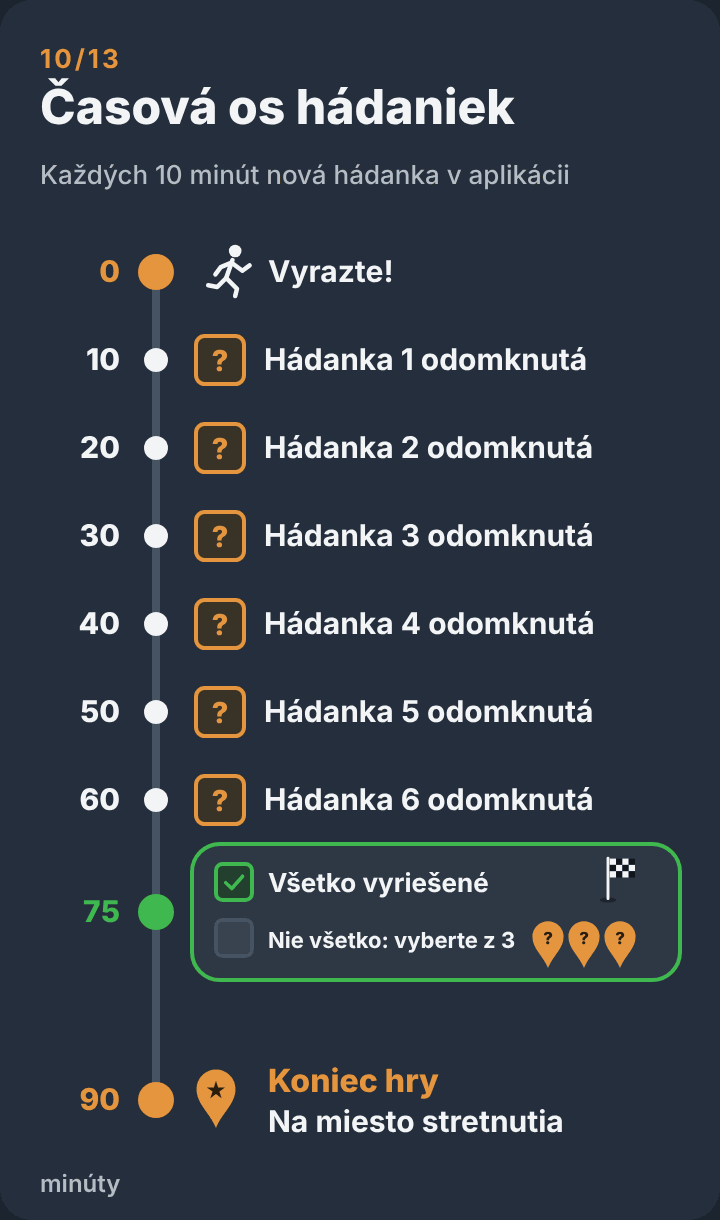 10/13
Časová os hádaniek
Každých 10 minút nová hádanka v aplikácii
0 Vyrazte!
10 ? Hádanka 1 odomknutá
20 ? Hádanka 2 odomknutá
30 ? Hádanka 3 odomknutá
40 ? Hádanka 4 odomknutá
50 ? Hádanka 5 odomknutá
60 ? Hádanka 6 odomknutá
Všetko vyriešené
75
Nie všetko: vyberte z 3 ? ? ?
Koniec hry
90
Na miesto stretnutia
minúty